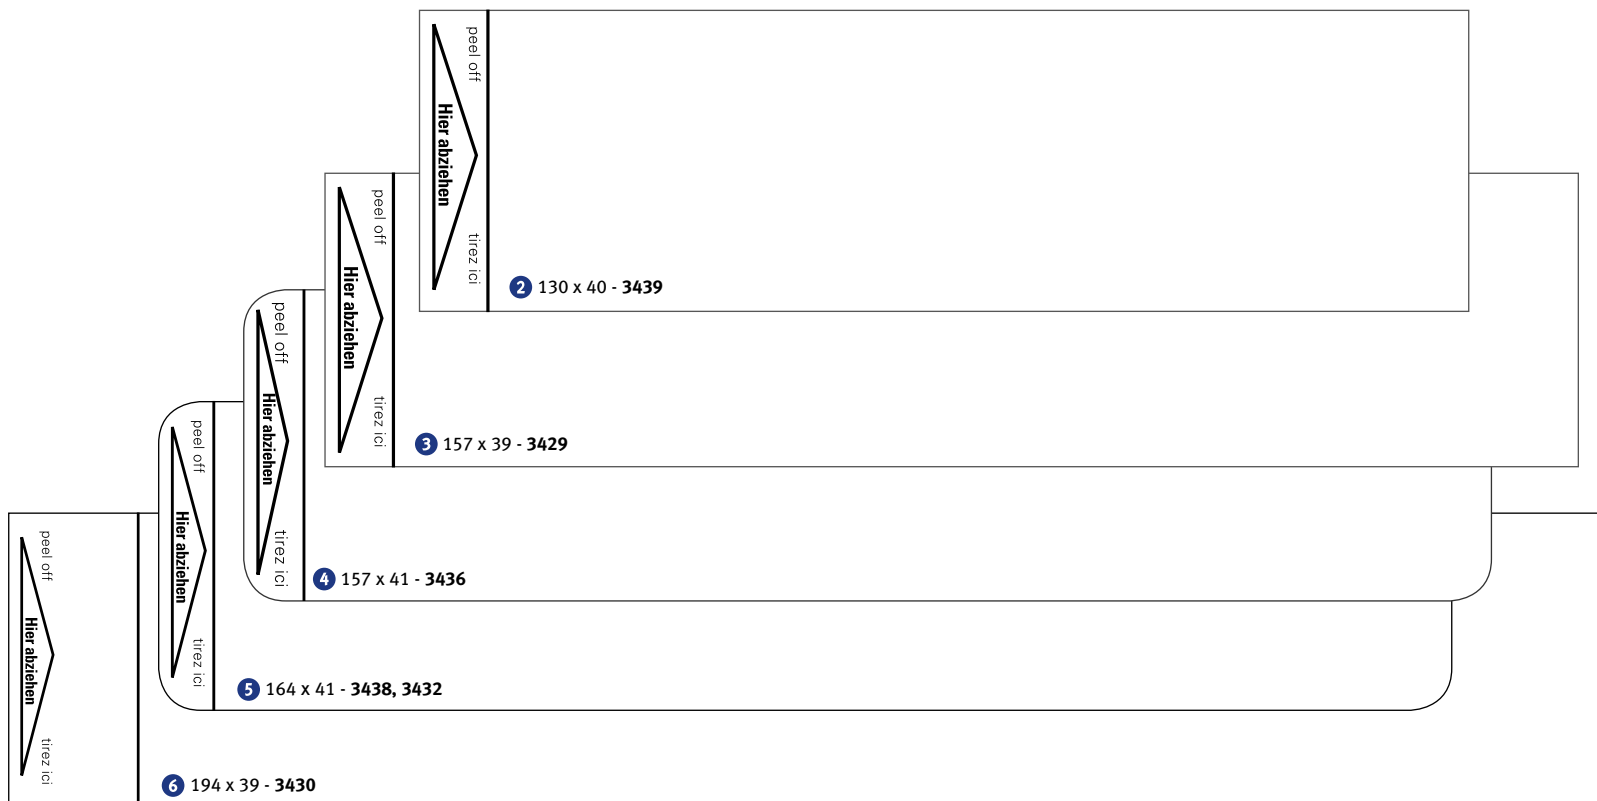 peel off
Hier abziehen
tirez ici
2 130 x 40 - 3439
peel off
Hier abziehen
tirez ici
3 157 x 39 - 3429
peel off
Hier abziehen
tirez ici
4 157 x 41 - 3436
peel off
Hier abziehen
tirez ici
5 164 x 41 - 3438, 3432
peel off
Hier abziehen
tirez ici
6 194 x 39 - 3430